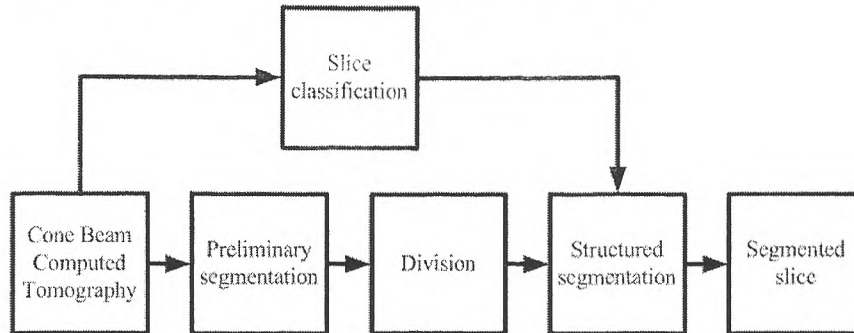 Slice
classification
Cone Beam
Computed
Tomography
Preliminary
segmentation
Division
Structured
segmentation
Segmented
slice